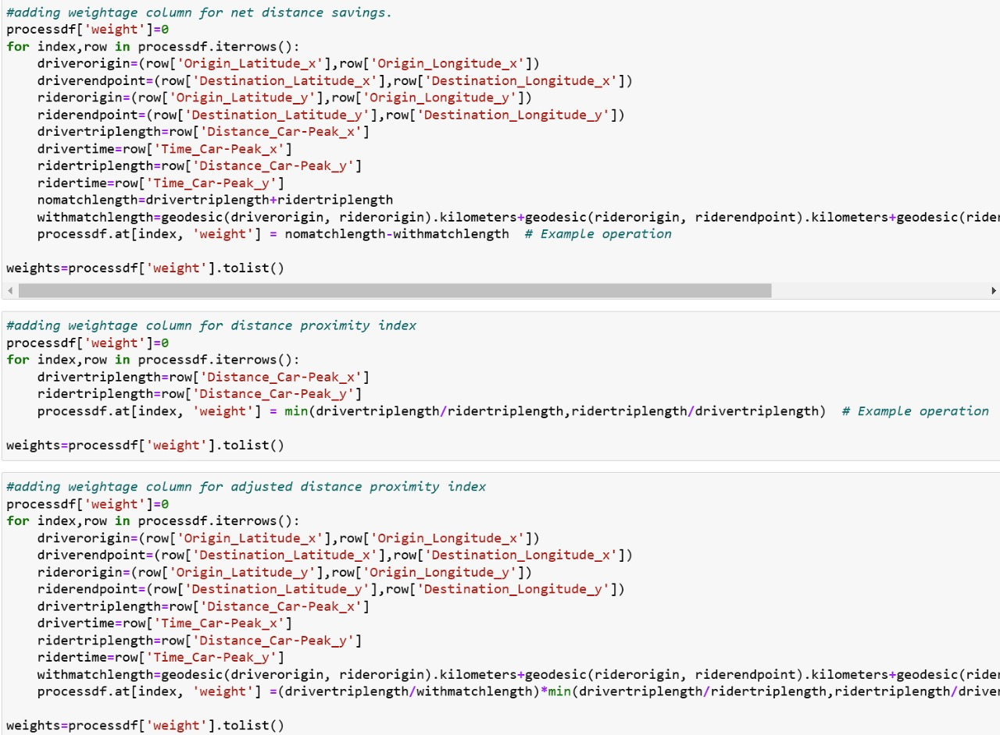 #adding weightage column for net distance savings.
processdf['weight']=0
for index,row in processdf.iterrows():
    driverorigin=(row['Origin_Latitude_x'],row['Origin_Longitude_x'])
    driverendpoint=(row['Destination_Latitude_x'],row['Destination_Longitude_x'])
    riderorigin=(row['Origin_Latitude_y'],row['Origin_Longitude_y'])
    riderendpoint=(row['Destination_Latitude_y'],row['Destination_Longitude_y'])
    drivertriplength=row['Distance_Car-Peak_x']
    drivertime=row['Time_Car-Peak_x']
    ridertriplength=row['Distance_Car-Peak_y']
    ridertime=row['Time_Car-Peak_y']
    nomatchlength=drivertriplength+ridertriplength
    withmatchlength=geodesic(driverorigin, riderorigin).kilometers+geodesic(riderorigin, riderendpoint).kilometers+geodesic(rider
    processdf.at[index, 'weight'] = nomatchlength-withmatchlength  # Example operation
weights=processdf['weight'].tolist()
#adding weightage column for distance proximity index
processdf['weight']=0
for index,row in processdf.iterrows():
    drivertriplength=row['Distance_Car-Peak_x']
    ridertriplength=row['Distance_Car-Peak_y']
    processdf.at[index, 'weight'] = min(drivertriplength/ridertriplength,ridertriplength/drivertriplength)  # Example operation
weights=processdf['weight'].tolist()
#adding weightage column for adjusted distance proximity index
processdf['weight']=0
for index,row in processdf.iterrows():
    driverorigin=(row['Origin_Latitude_x'],row['Origin_Longitude_x'])
    driverendpoint=(row['Destination_Latitude_x'],row['Destination_Longitude_x'])
    riderorigin=(row['Origin_Latitude_y'],row['Origin_Longitude_y'])
    riderendpoint=(row['Destination_Latitude_y'],row['Destination_Longitude_y'])
    drivertriplength=row['Distance_Car-Peak_x']
    drivertime=row['Time_Car-Peak_x']
    ridertriplength=row['Distance_Car-Peak_y']
    ridertime=row['Time_Car-Peak_y']
    withmatchlength=geodesic(driverorigin, riderorigin).kilometers+geodesic(riderorigin, riderendpoint).kilometers+geodesic(rider
    processdf.at[index, 'weight'] =(drivertriplength/withmatchlength)*min(drivertriplength/ridertriplength,ridertriplength/driver
weights=processdf['weight'].tolist()